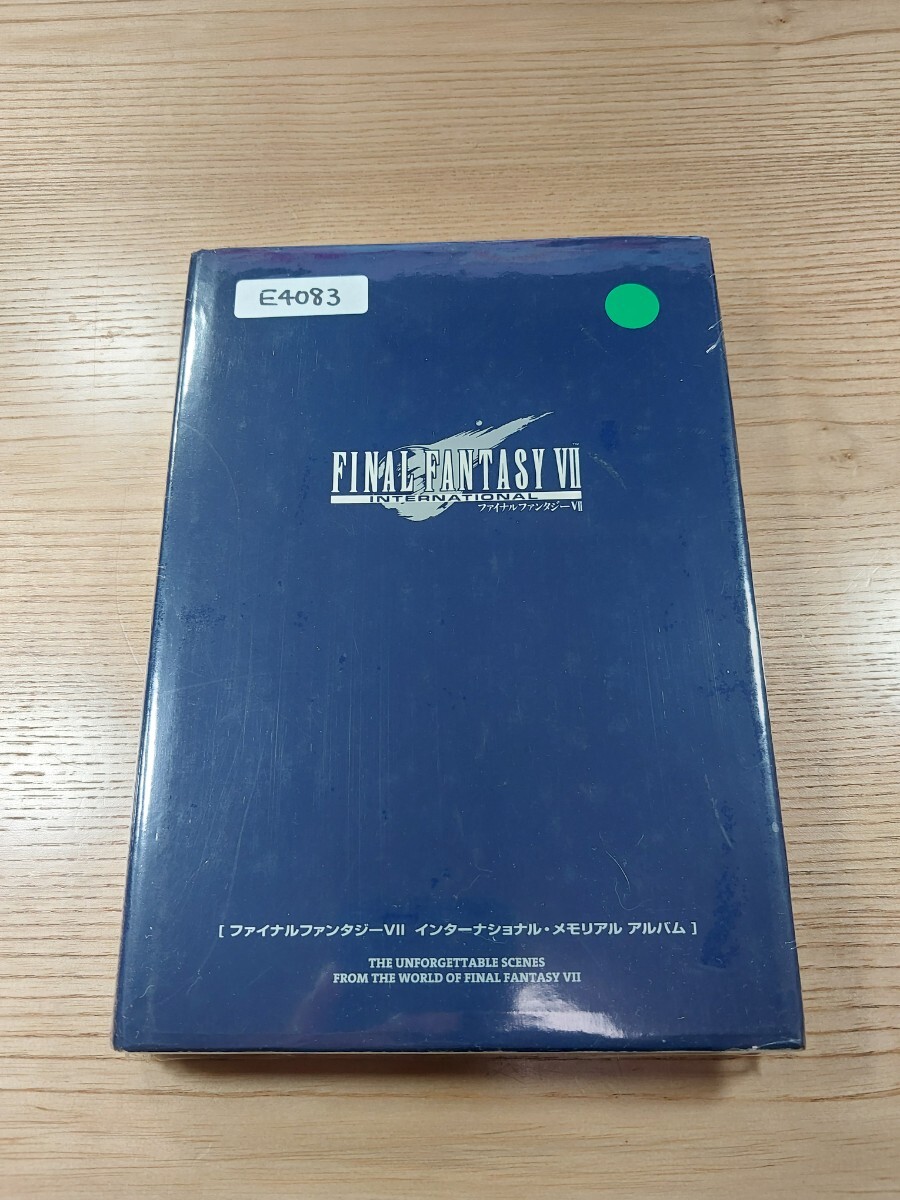 E4083
FINAL FANTASY VII™
INTERNATIONAL
ファイナルファンタジーVII
[ ファイナルファンタジーVII インターナショナル・メモリアル アルバム ]
THE UNFORGETTABLE SCENES
FROM THE WORLD OF FINAL FANTASY VII